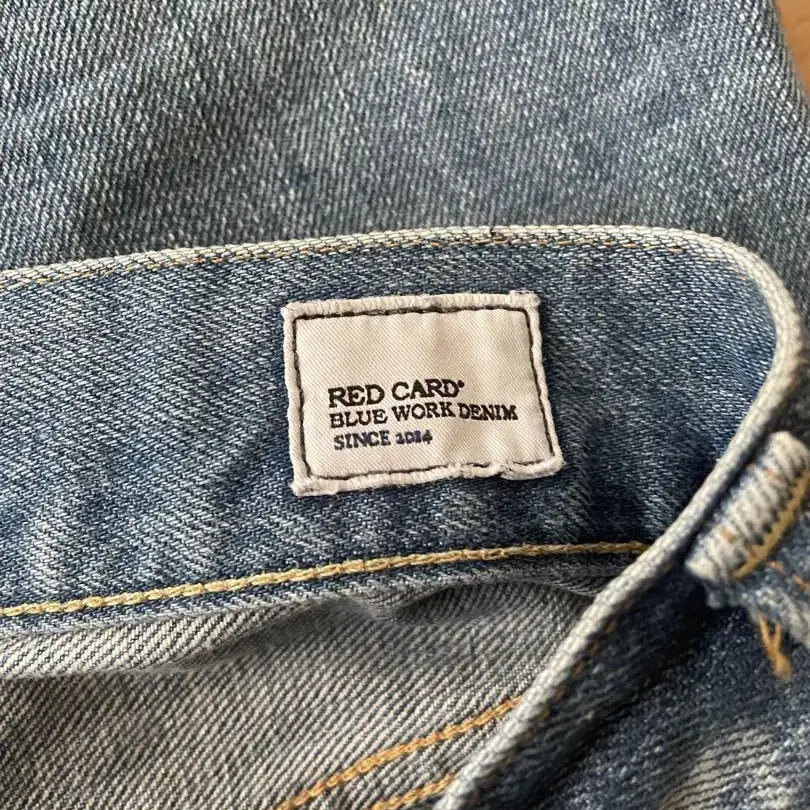 RED CARD
BLUE WORK DENIM
SINCE 2014